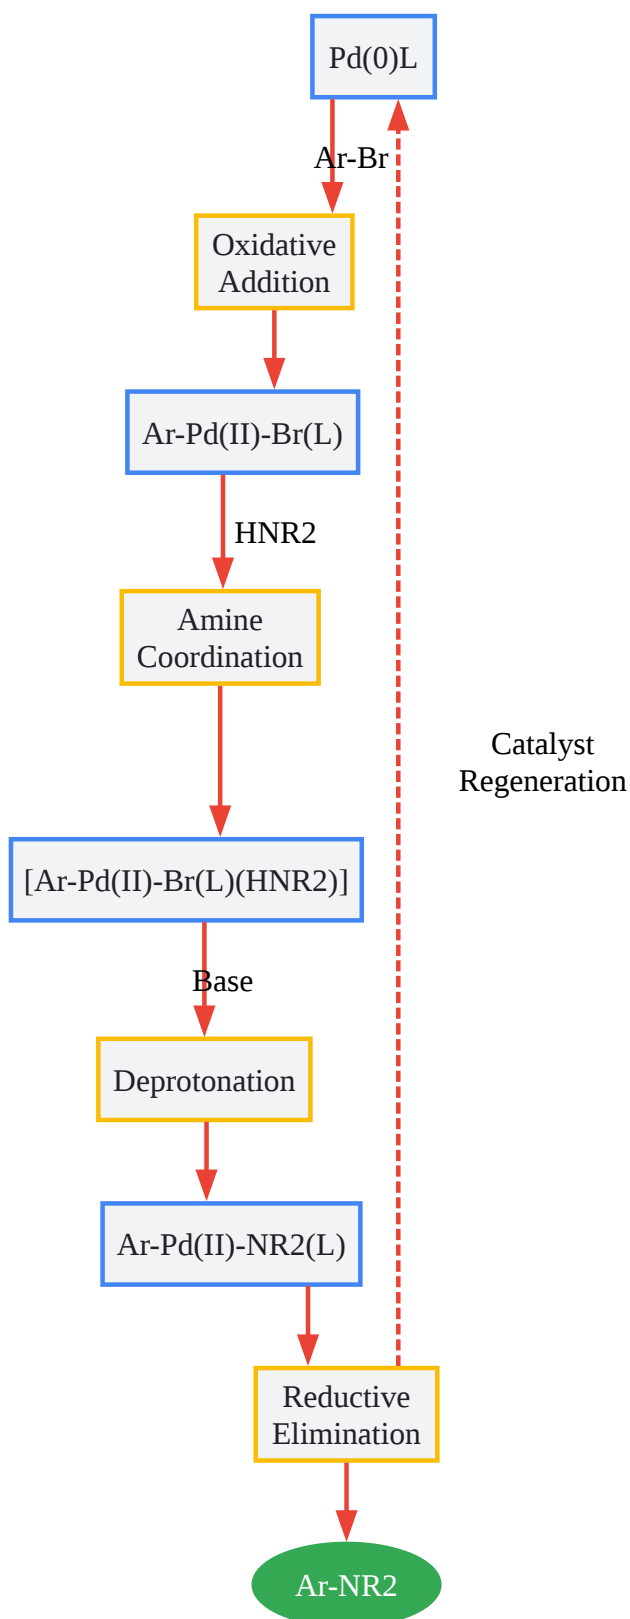 Pd(0)L
Ar-Br
Oxidative
Addition
Ar-Pd(II)-Br(L)
HNR2
Amine
Coordination
Catalyst
Regeneration
[Ar-Pd(II)-Br(L)(HNR2)]
Base
Deprotonation
Ar-Pd(II)-NR2(L)
Reductive
Elimination
Ar-NR2